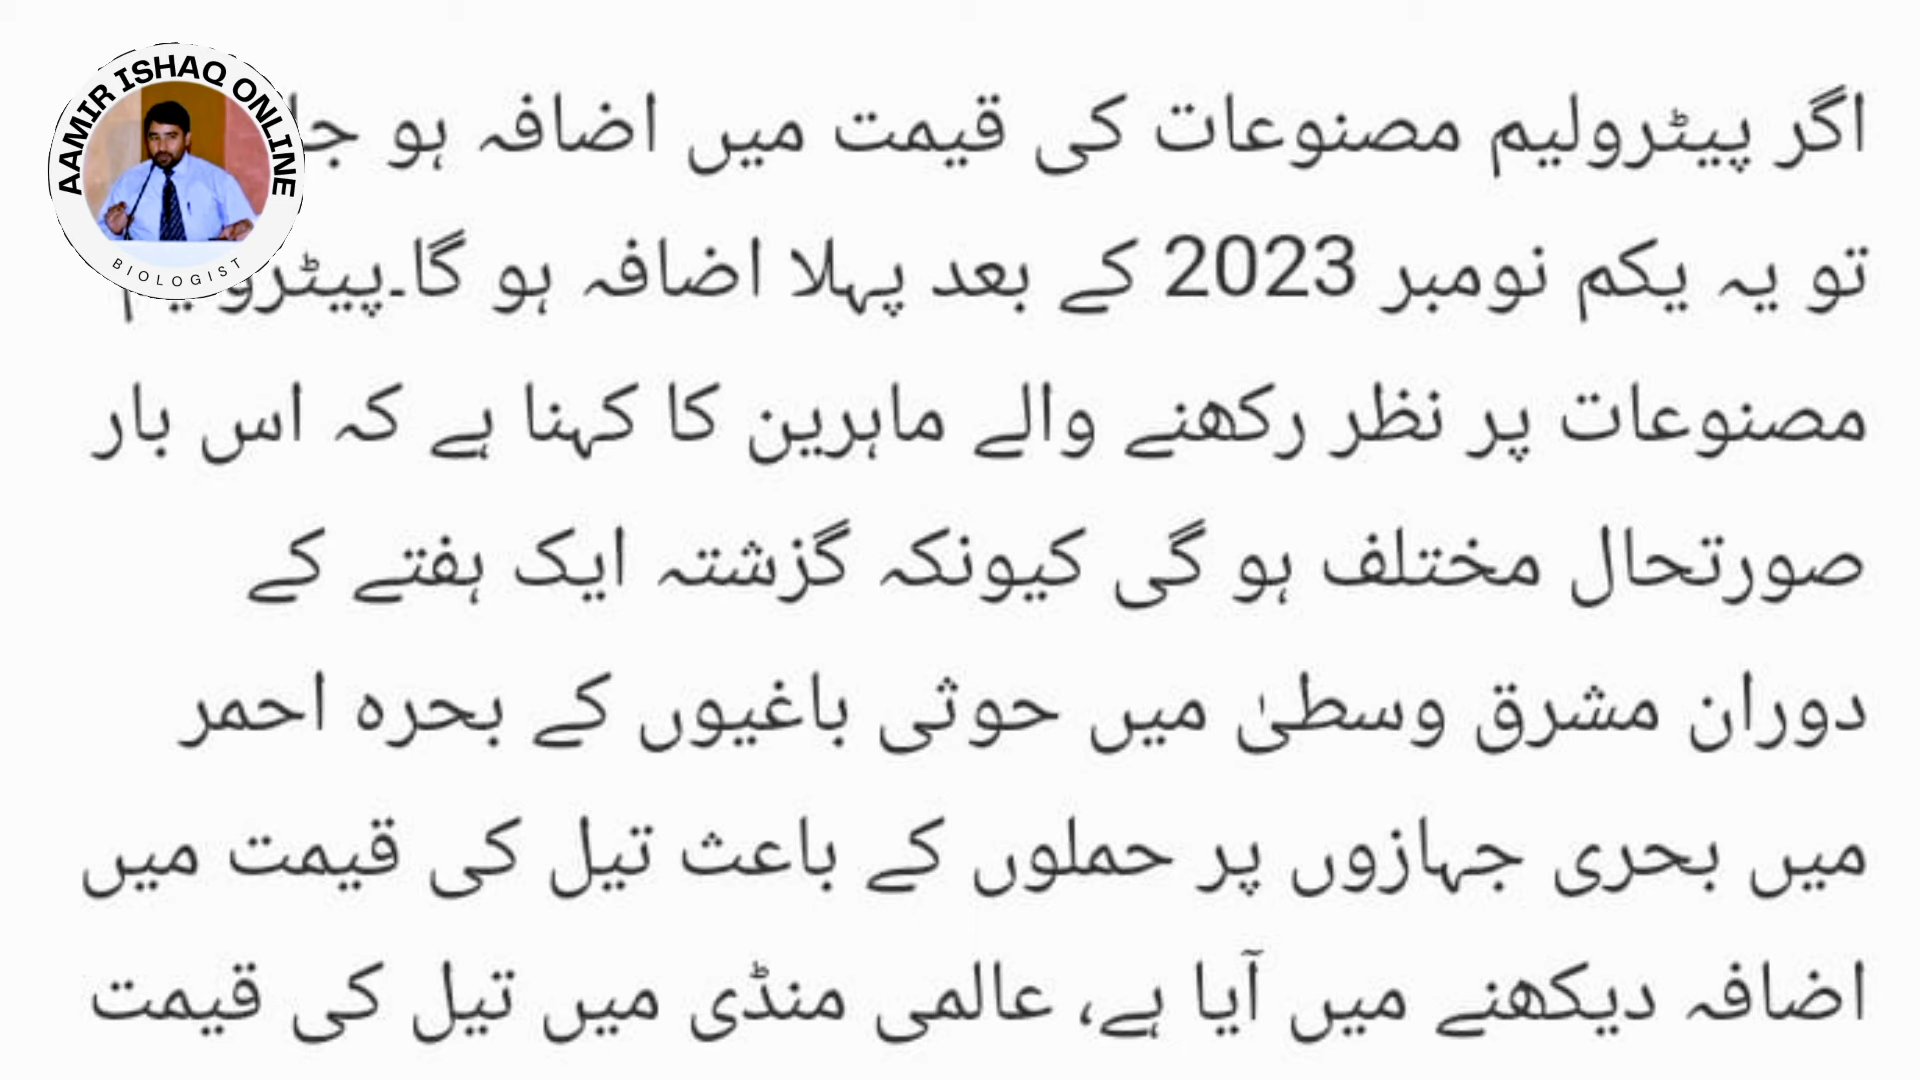 AAMIR ISHAQ ONLINE
BIOLOGIST
اگر پیٹرولیم مصنوعات کی قیمت میں اضافہ ہو
تو یہ یکم نومبر 2023 کے بعد پہلا اضافہ ہو گا۔پیٹرولیم
مصنوعات پر نظر رکھنے والے ماہرین کا کہنا ہے کہ اس بار
صورتحال مختلف ہو گی کیونکہ گزشتہ ایک ہفتے کے
دوران مشرق وسطیٰ میں حوثی باغیوں کے بحرہ احمر
میں بحری جہازوں پر حملوں کے باعث تیل کی قیمت میں
اضافہ دیکھنے میں آیا ہے، عالمی منڈی میں تیل کی قیمت